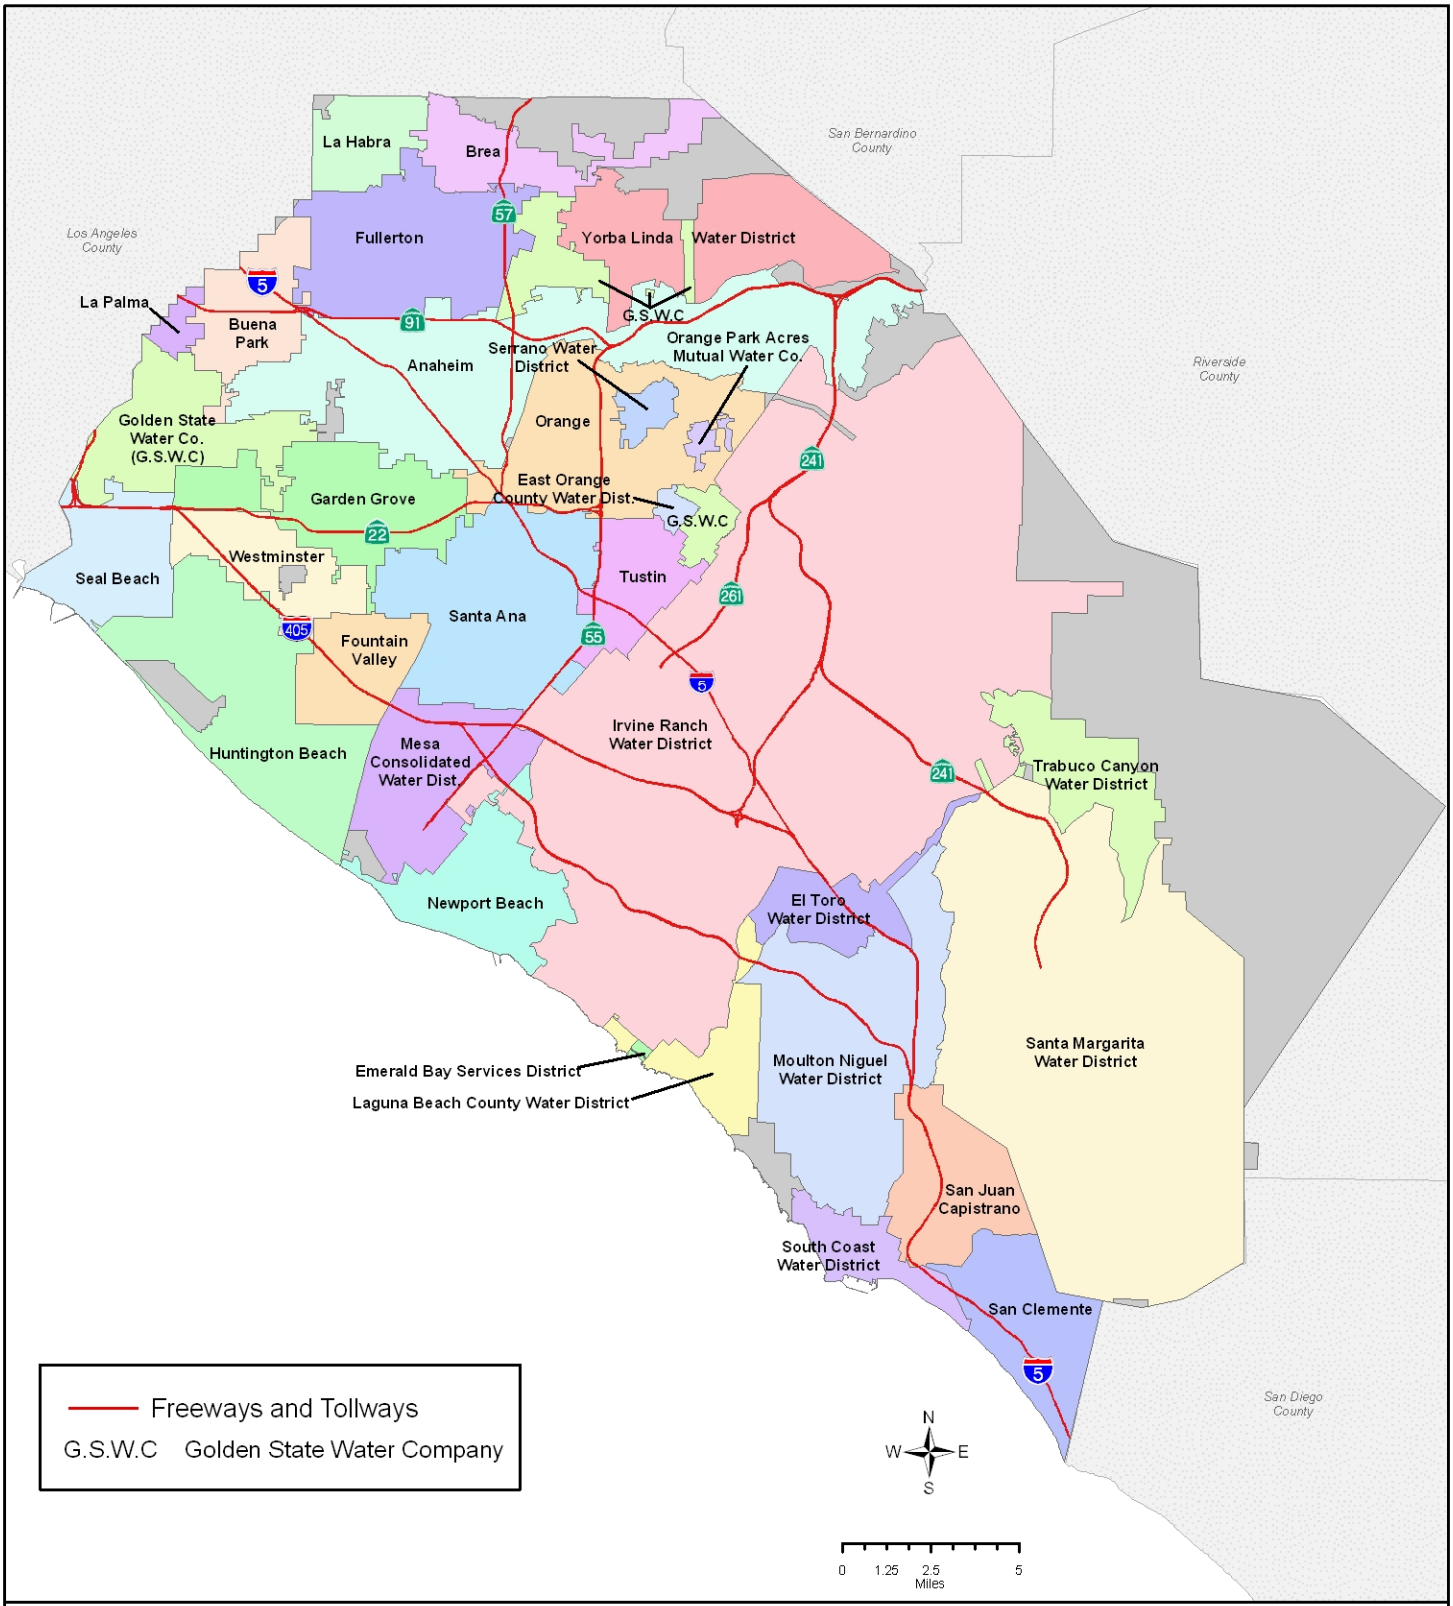 San Bernardino
County
La Habra
Brea
57
Los Angeles
County
Fullerton
Yorba Linda
Water District
5
La Palma
91
G.S.W.C
Buena
Park
Orange Park Acres
Mutual Water Co.
Serrano Water
District
Anaheim
Riverside
County
Golden State
Water Co.
(G.S.W.C)
Orange
241
East Orange
County Water Dist.
Garden Grove
G.S.W.C
22
Westminster
Seal Beach
Tustin
261
Santa Ana
405
55
Fountain
Valley
5
Irvine Ranch
Water District
Huntington Beach
Mesa
Consolidated
Water Dist.
241
Trabuco Canyon
Water District
Newport Beach
El Toro
Water District
Santa Margarita
Water District
Emerald Bay Services District
Moulton Niguel
Water District
Laguna Beach County Water District
San Juan
Capistrano
South Coast
Water District
San Clemente
5
San Diego
County
Freeways and Tollways
G.S.W.C Golden State Water Company
N
W E
S
0 1.25 2.5 5
Miles